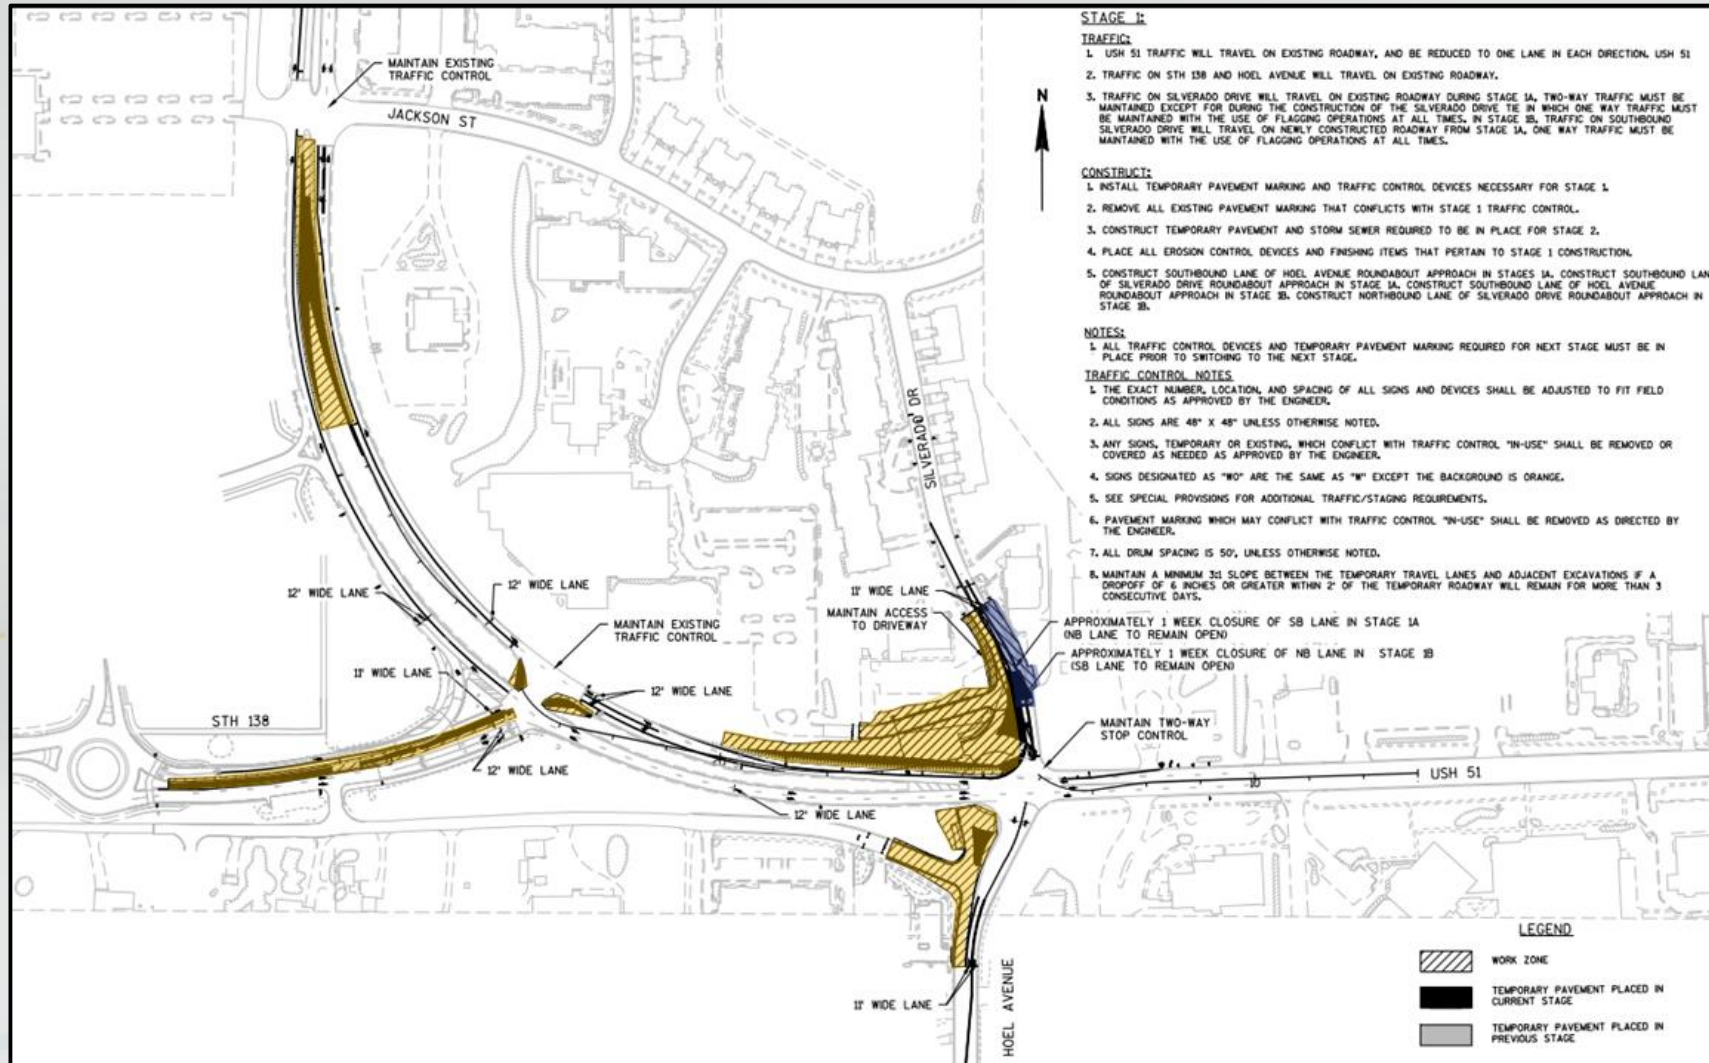 STAGE 1:
TRAFFIC:
1. USH 51 TRAFFIC WILL TRAVEL ON EXISTING ROADWAY, AND BE REDUCED TO ONE LANE IN EACH DIRECTION. USH 51
2. TRAFFIC ON STH 138 AND HOEL AVENUE WILL TRAVEL ON EXISTING ROADWAY.
3. TRAFFIC ON SILVERADO DRIVE WILL TRAVEL ON EXISTING ROADWAY DURING STAGE 1A, TWO-WAY TRAFFIC MUST BE
MAINTAINED EXCEPT FOR DURING THE CONSTRUCTION OF THE SILVERADO DRIVE TIE IN WHICH ONE WAY TRAFFIC MUST
BE MAINTAINED WITH THE USE OF FLAGGING OPERATIONS AT ALL TIMES. IN STAGE 1B, TRAFFIC ON SOUTHBOUND
SILVERADO DRIVE WILL TRAVEL ON NEWLY CONSTRUCTED ROADWAY FROM STAGE 1A, ONE WAY TRAFFIC MUST BE
MAINTAINED WITH THE USE OF FLAGGING OPERATIONS AT ALL TIMES.
CONSTRUCT:
1. INSTALL TEMPORARY PAVEMENT MARKING AND TRAFFIC CONTROL DEVICES NECESSARY FOR STAGE 1.
2. REMOVE ALL EXISTING PAVEMENT MARKING THAT CONFLICTS WITH STAGE 1 TRAFFIC CONTROL.
3. CONSTRUCT TEMPORARY PAVEMENT AND STORM SEWER REQUIRED TO BE IN PLACE FOR STAGE 2.
4. PLACE ALL EROSION CONTROL DEVICES AND FINISHING ITEMS THAT PERTAIN TO STAGE 1 CONSTRUCTION.
5. CONSTRUCT SOUTHBOUND LANE OF HOEL AVENUE ROUNDABOUT APPROACH IN STAGES 1A. CONSTRUCT SOUTHBOUND LAN
OF SILVERADO DRIVE ROUNDABOUT APPROACH IN STAGE 1A. CONSTRUCT SOUTHBOUND LANE OF HOEL AVENUE
ROUNDABOUT APPROACH IN STAGE 1B. CONSTRUCT NORTHBOUND LANE OF SILVERADO DRIVE ROUNDABOUT APPROACH IN
STAGE 1B.
NOTES:
1. ALL TRAFFIC CONTROL DEVICES AND TEMPORARY PAVEMENT MARKING REQUIRED FOR NEXT STAGE MUST BE IN
PLACE PRIOR TO SWITCHING TO THE NEXT STAGE.
TRAFFIC CONTROL NOTES
1. THE EXACT NUMBER, LOCATION, AND SPACING OF ALL SIGNS AND DEVICES SHALL BE ADJUSTED TO FIT FIELD
CONDITIONS AS APPROVED BY THE ENGINEER.
2. ALL SIGNS ARE 48" X 48" UNLESS OTHERWISE NOTED.
3. ANY SIGNS, TEMPORARY OR EXISTING, WHICH CONFLICT WITH TRAFFIC CONTROL "IN-USE" SHALL BE REMOVED OR
COVERED AS NEEDED AS APPROVED BY THE ENGINEER.
4. SIGNS DESIGNATED AS "WO" ARE THE SAME AS "W" EXCEPT THE BACKGROUND IS ORANGE.
5. SEE SPECIAL PROVISIONS FOR ADDITIONAL TRAFFIC/STAGING REQUIREMENTS.
6. PAVEMENT MARKING WHICH MAY CONFLICT WITH TRAFFIC CONTROL "IN-USE" SHALL BE REMOVED AS DIRECTED BY
THE ENGINEER.
7. ALL DRUM SPACING IS 50', UNLESS OTHERWISE NOTED.
8. MAINTAIN A MINIMUM 3:1 SLOPE BETWEEN THE TEMPORARY TRAVEL LANES AND ADJACENT EXCAVATIONS IF A
DROPOFF OF 6 INCHES OR GREATER WITHIN 2' OF THE TEMPORARY ROADWAY WILL REMAIN FOR MORE THAN 3
CONSECUTIVE DAYS.
N
MAINTAIN EXISTING
TRAFFIC CONTROL
JACKSON ST
SILVERADO DR
12' WIDE LANE
12' WIDE LANE
11' WIDE LANE
MAINTAIN ACCESS
TO DRIVEWAY
MAINTAIN EXISTING
TRAFFIC CONTROL
APPROXIMATELY 1 WEEK CLOSURE OF SB LANE IN STAGE 1A
(NB LANE TO REMAIN OPEN)
APPROXIMATELY 1 WEEK CLOSURE OF NB LANE IN STAGE 1B
(SB LANE TO REMAIN OPEN)
11' WIDE LANE
12' WIDE LANE
STH 138
MAINTAIN TWO-WAY
STOP CONTROL
12' WIDE LANE
USH 51
12' WIDE LANE
11' WIDE LANE
HOEL AVENUE
LEGEND
WORK ZONE
TEMPORARY PAVEMENT PLACED IN
CURRENT STAGE
TEMPORARY PAVEMENT PLACED IN
PREVIOUS STAGE